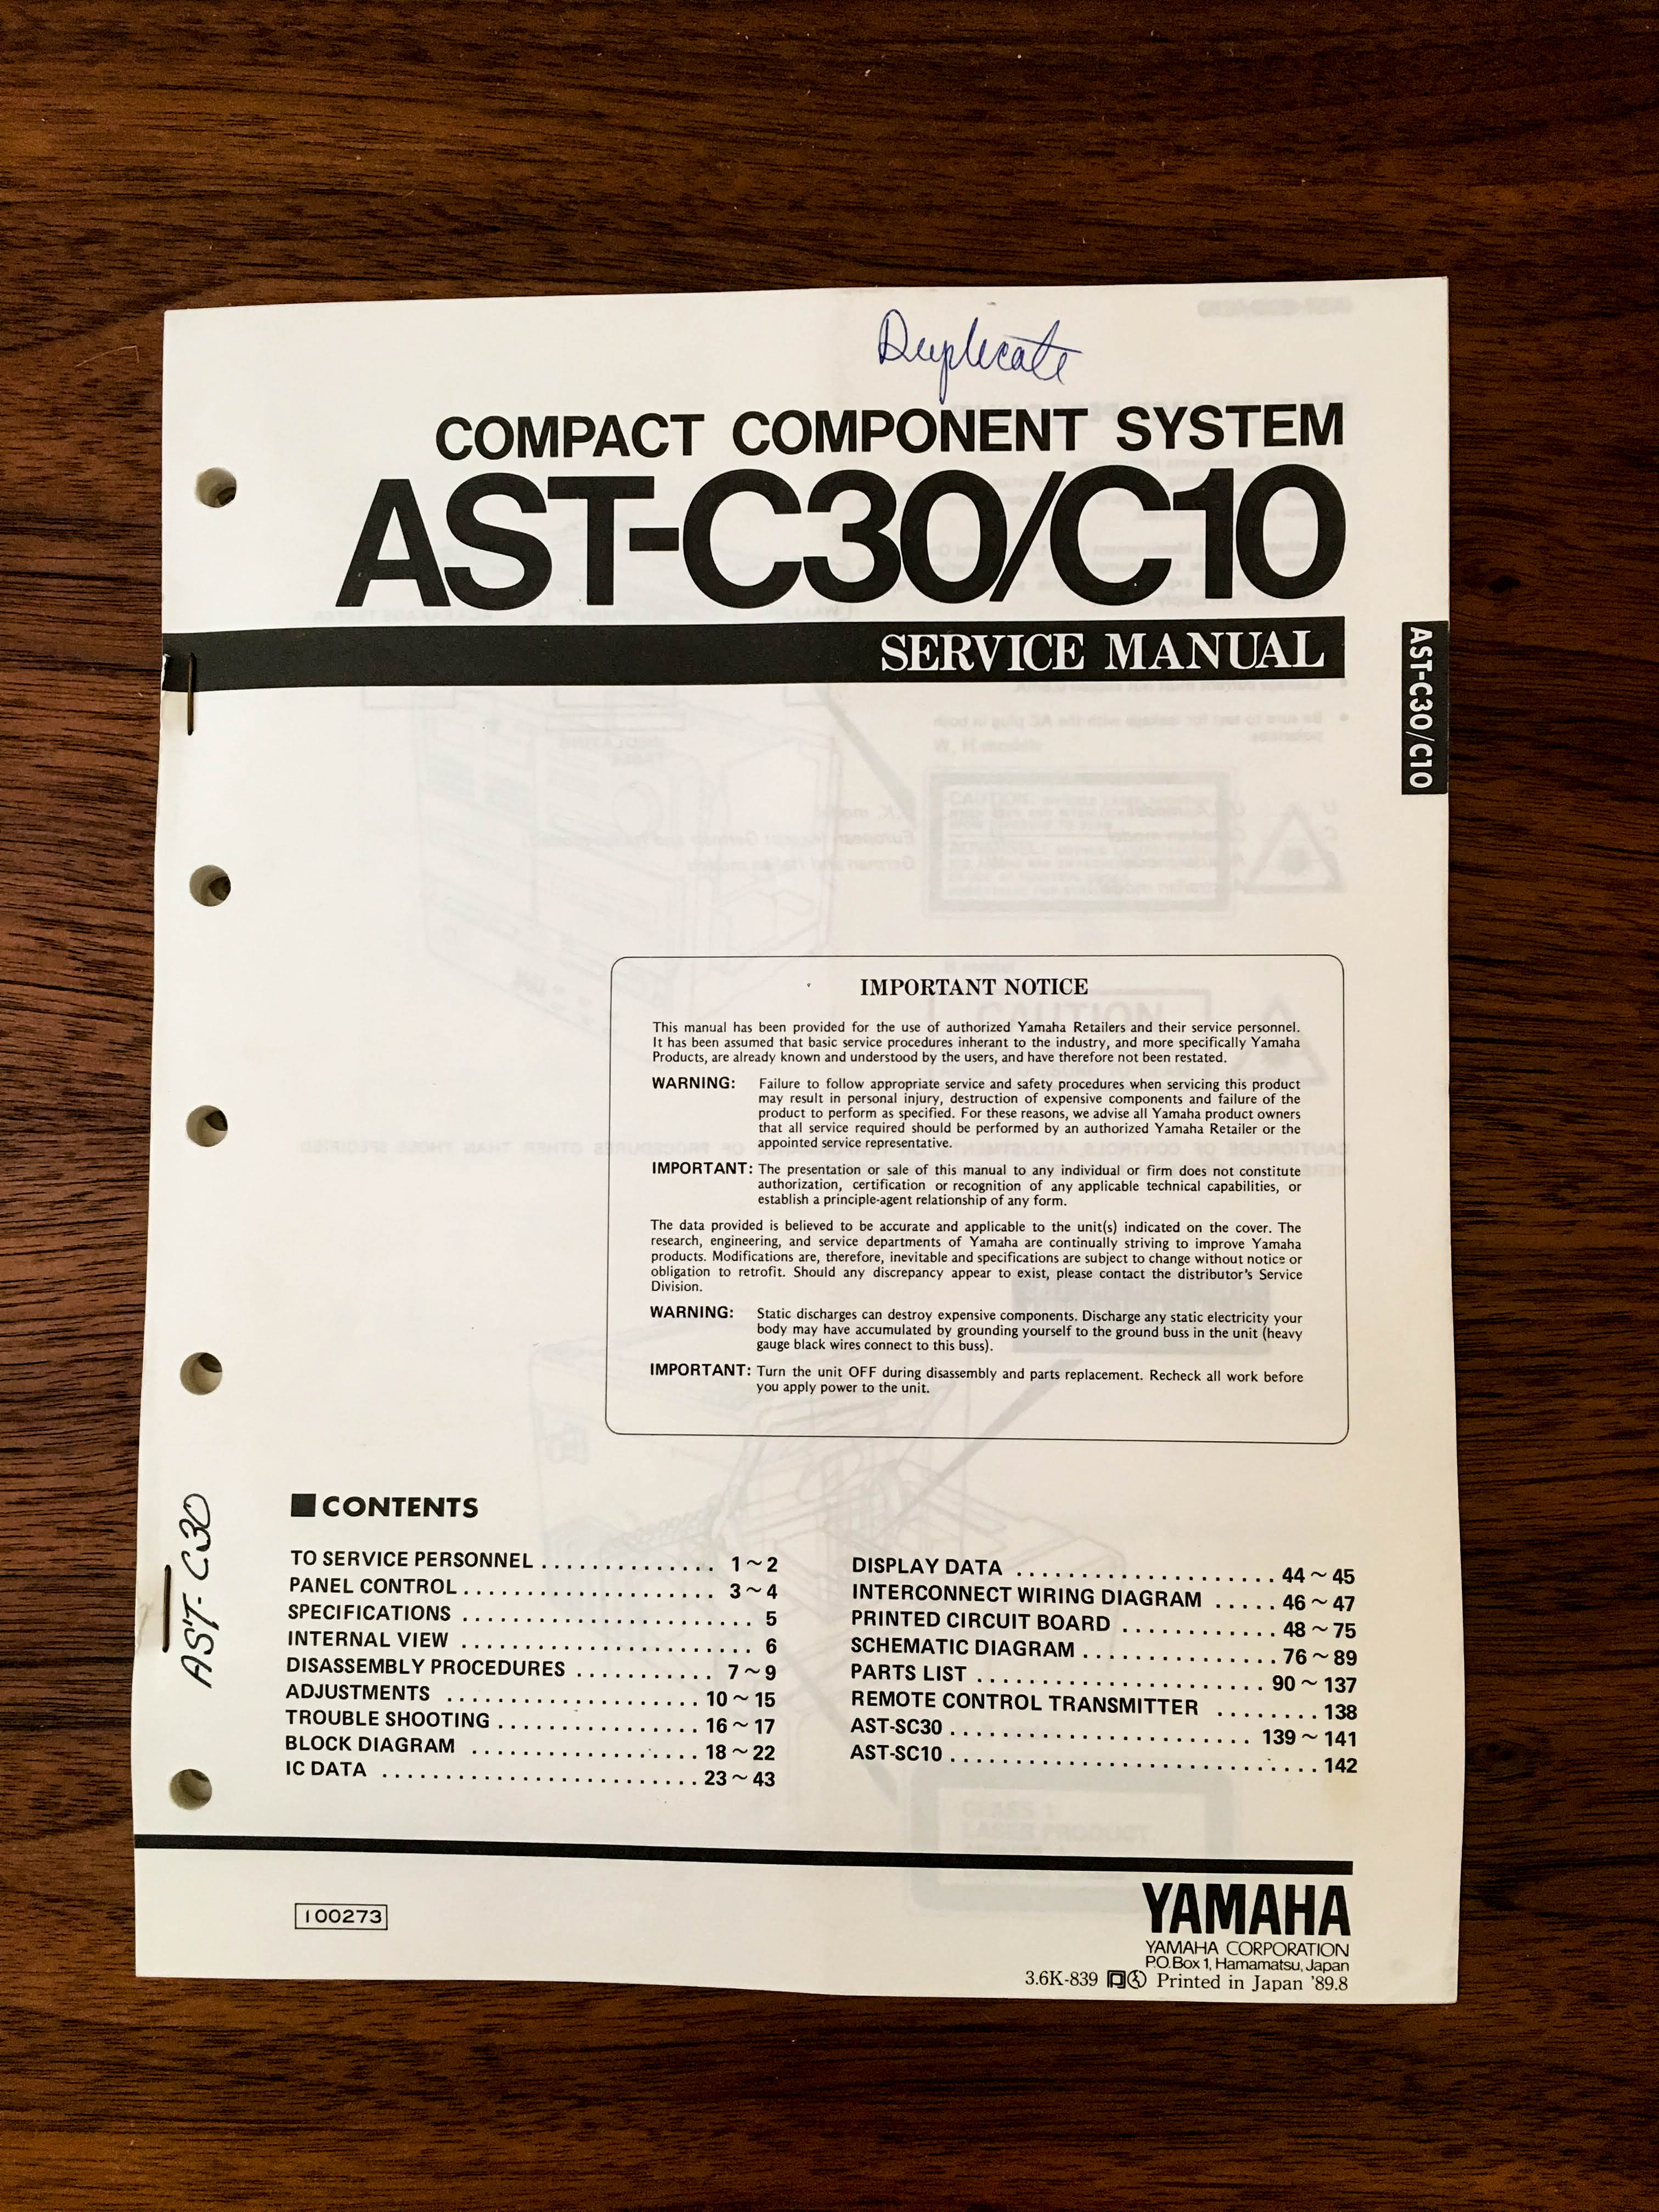 Duplicate
COMPACT COMPONENT SYSTEM
AST-C30/C10
SERVICE MANUAL
AST-C30/C10
IMPORTANT NOTICE
This manual has been provided for the use of authorized Yamaha Retailers and their service personnel.
It has been assumed that basic service procedures inherant to the industry, and more specifically Yamaha
Products, are already known and understood by the users, and have therefore not been restated.
WARNING: Failure to follow appropriate service and safety procedures when servicing this product
may result in personal injury, destruction of expensive components and failure of the
product to perform as specified. For these reasons, we advise all Yamaha product owners
that all service required should be performed by an authorized Yamaha Retailer or the
appointed service representative.
IMPORTANT: The presentation or sale of this manual to any individual or firm does not constitute
authorization, certification or recognition of any applicable technical capabilities, or
establish a principle-agent relationship of any form.
The data provided is believed to be accurate and applicable to the unit(s) indicated on the cover. The
research, engineering, and service departments of Yamaha are continually striving to improve Yamaha
products. Modifications are, therefore, inevitable and specifications are subject to change without notice or
obligation to retrofit. Should any discrepancy appear to exist, please contact the distributor's Service
Division.
WARNING: Static discharges can destroy expensive components. Discharge any static electricity your
body may have accumulated by grounding yourself to the ground buss in the unit (heavy
gauge black wires connect to this buss).
IMPORTANT: Turn the unit OFF during disassembly and parts replacement. Recheck all work before
you apply power to the unit.
AST-C30
■ CONTENTS
TO SERVICE PERSONNEL . . . . . . . . . . . . . . 1 ~ 2
PANEL CONTROL . . . . . . . . . . . . . . . . . . . . 3 ~ 4
SPECIFICATIONS . . . . . . . . . . . . . . . . . . . . . . . 5
INTERNAL VIEW . . . . . . . . . . . . . . . . . . . . . . . 6
DISASSEMBLY PROCEDURES . . . . . . . . . . . 7 ~ 9
ADJUSTMENTS . . . . . . . . . . . . . . . . . . . . 10 ~ 15
TROUBLE SHOOTING . . . . . . . . . . . . . . . . 16 ~ 17
BLOCK DIAGRAM . . . . . . . . . . . . . . . . . . 18 ~ 22
IC DATA . . . . . . . . . . . . . . . . . . . . . . . . . 23 ~ 43
DISPLAY DATA . . . . . . . . . . . . . . . . . . . . 44 ~ 45
INTERCONNECT WIRING DIAGRAM . . . . . 46 ~ 47
PRINTED CIRCUIT BOARD . . . . . . . . . . . . 48 ~ 75
SCHEMATIC DIAGRAM . . . . . . . . . . . . . . . 76 ~ 89
PARTS LIST . . . . . . . . . . . . . . . . . . . . . . 90 ~ 137
REMOTE CONTROL TRANSMITTER . . . . . . . . 138
AST-SC30 . . . . . . . . . . . . . . . . . . . . . . . 139 ~ 141
AST-SC10 . . . . . . . . . . . . . . . . . . . . . . . . . . . . 142
100273
YAMAHA
YAMAHA CORPORATION
P.O.Box 1, Hamamatsu, Japan
3.6K-839 Printed in Japan '89.8